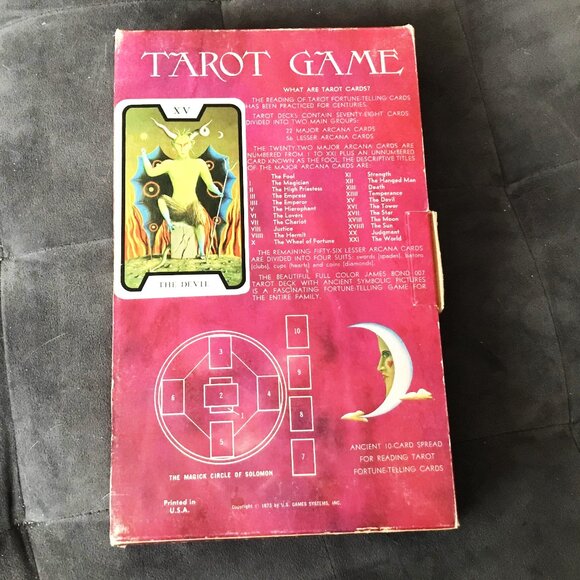 TAROT GAME
WHAT ARE TAROT CARDS?
THE READING OF TAROT FORTUNE-TELLING CARDS
HAS BEEN PRACTICED FOR CENTURIES.
TAROT DECKS CONTAIN SEVENTY-EIGHT CARDS
DIVIDED INTO TWO MAIN GROUPS:
22 MAJOR ARCANA CARDS
56 LESSER ARCANA CARDS
THE TWENTY-TWO MAJOR ARCANA CARDS ARE
NUMBERED FROM I TO XXI PLUS AN UNNUMBERED
CARD KNOWN AS THE FOOL. THE DESCRIPTIVE TITLES
OF THE MAJOR ARCANA CARDS ARE:
The Fool
I The Magician
II The High Priestess
III The Empress
IIII The Emperor
V The Hierophant
VI The Lovers
VII The Chariot
VIII Justice
VIIII The Hermit
X The Wheel of Fortune
XI Strength
XII The Hanged Man
XIII Death
XIIII Temperance
XV The Devil
XVI The Tower
XVII The Star
XVIII The Moon
XVIIII The Sun
XX Judgment
XXI The World
THE REMAINING FIFTY-SIX LESSER ARCANA CARDS
ARE DIVIDED INTO FOUR SUITS: swords (spades), batons
(clubs), cups (hearts) and coins (diamonds).
THE BEAUTIFUL FULL COLOR JAMES BOND 007
TAROT DECK WITH ANCIENT SYMBOLIC PICTURES
IS A FASCINATING FORTUNE-TELLING GAME FOR
THE ENTIRE FAMILY.
XV
THE DEVIL
10
3
9
6
2
4
1
8
5
7
THE MAGICK CIRCLE OF SOLOMON
ANCIENT 10-CARD SPREAD
FOR READING TAROT
FORTUNE-TELLING CARDS
Printed in
U.S.A.
Copyright © 1973 by U.S. GAMES SYSTEMS, INC.